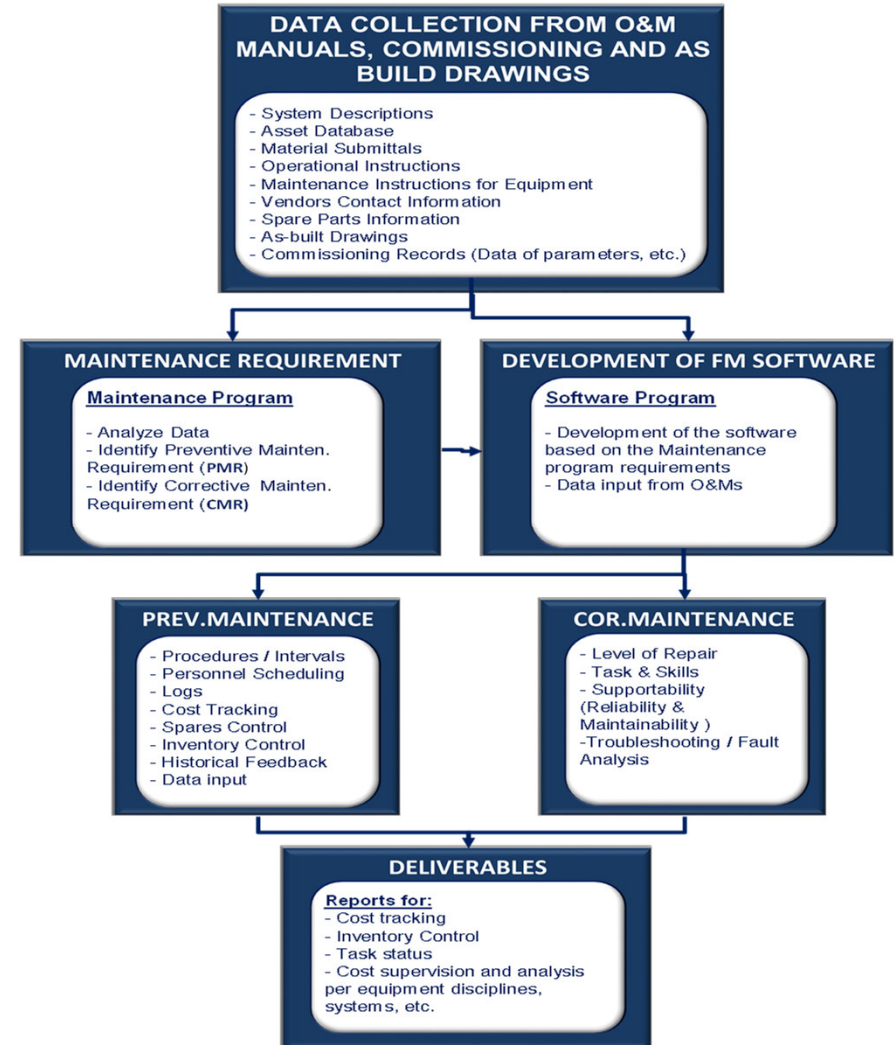 DATA COLLECTION FROM O&M
MANUALS, COMMISSIONING AND AS
BUILD DRAWINGS
- System Descriptions
- Asset Database
- Material Submittals
- Operational Instructions
- Maintenance Instructions for Equipment
- Vendors Contact Information
- Spare Parts Information
- As-built Drawings
- Commissioning Records (Data of parameters, etc.)
MAINTENANCE REQUIREMENT
Maintenance Program
- Analyze Data
- Identify Preventive Mainten.
Requirement (PMR)
- Identify Corrective Mainten.
Requirement (CMR)
DEVELOPMENT OF FM SOFTWARE
Software Program
- Development of the software
based on the Maintenance
program requirements
- Data input from O&Ms
PREV.MAINTENANCE
- Procedures / Intervals
- Personnel Scheduling
- Logs
- Cost Tracking
- Spares Control
- Inventory Control
- Historical Feedback
- Data input
COR.MAINTENANCE
- Level of Repair
- Task & Skills
- Supportability
(Reliability &
Maintainability )
-Troubleshooting / Fault
Analysis
DELIVERABLES
Reports for:
- Cost tracking
- Inventory Control
- Task status
- Cost supervision and analysis
per equipment disciplines,
systems, etc.